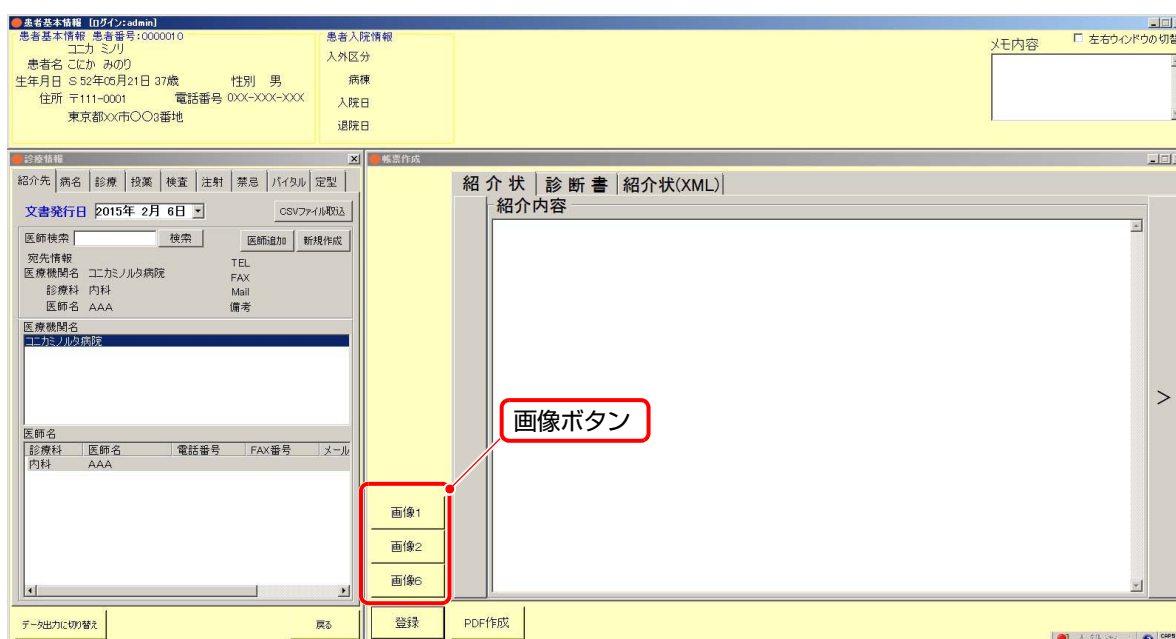 患者基本情報 [ログイン:admin]
患者基本情報 患者番号:0000010
コニカ ミノリ
患者名 こにか みのり
生年月日 S 52年05月21日 37歳 性別 男
住所 〒111-0001 電話番号 0XX-XXX-XXX
東京都XX市〇〇3番地
患者入院情報
入外区分
病棟
入院日
退院日
メモ内容
左右ウィンドウの切替
診療情報
紹介先 病名 診療 投薬 検査 注射 禁忌 バイタル 定型
文書発行日 2015年 2月 6日
CSVファイル取込
医師検索 検索 医師追加 新規作成
宛先情報
医療機関名 コニカミノルタ病院
診療科 内科
医師名 AAA
TEL
FAX
Mail
備考
医療機関名
コニカミノルタ病院
医師名
診療科 医師名 電話番号 FAX番号 メール
内科 AAA
データ出力に切り替え 戻る
帳票作成
紹介状 診断書 紹介状(XML)
紹介内容
画像ボタン
>
画像1
画像2
画像6
登録 PDF作成